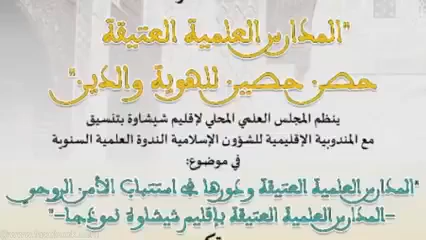 "المدارس العلمية العتيقة
حصن حصين للهوية والدين"
ينظم المجلس العلمي المحلي لإقليم شيشاوة بتنسيق
مع المندوبية الإقليمية للشؤون الإسلامية الندوة العلمية السنوية
في موضوع:
"المدارس العلمية العتيقة ودورها في استتباب الأمن الروحي
-المدارس العلمية العتيقة بإقليم شيشاوة نموذجا-"